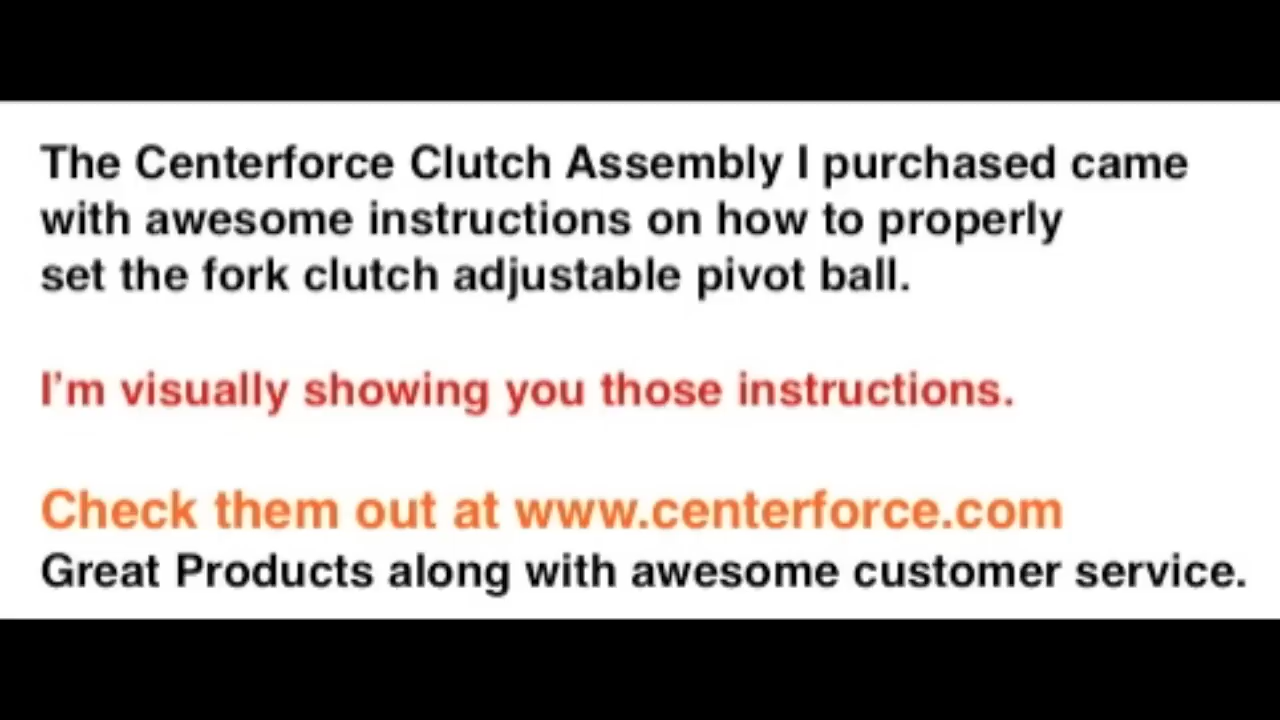 The Centerforce Clutch Assembly I purchased came
with awesome instructions on how to properly
set the fork clutch adjustable pivot ball.
I'm visually showing you those instructions.
Check them out at www.centerforce.com
Great Products along with awesome customer service.